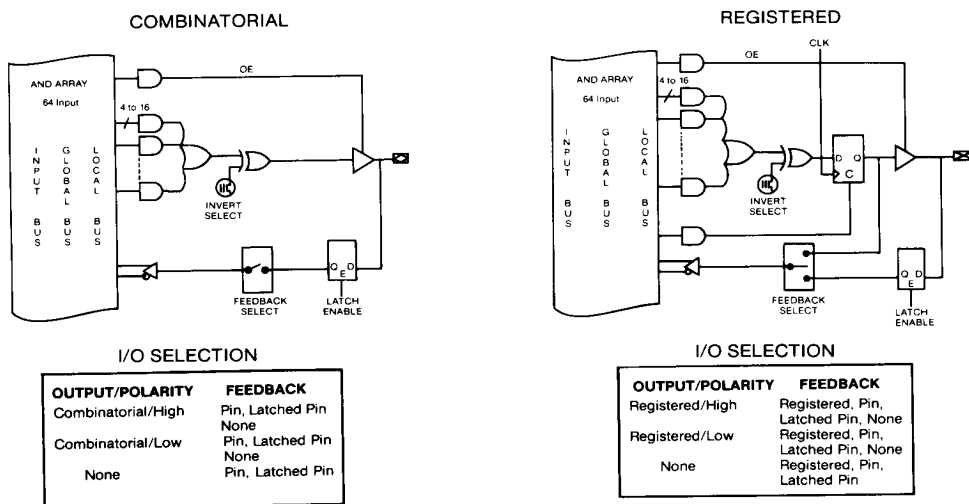 COMBINATORIAL
OE
AND ARRAY
64 Input
4 to 16
INPUT BUS
GLOBAL BUS
LOCAL BUS
INVERT
SELECT
FEEDBACK
SELECT
Q D
E
LATCH
ENABLE
I/O SELECTION
OUTPUT/POLARITY FEEDBACK
Combinatorial/High Pin, Latched Pin
None
Combinatorial/Low Pin, Latched Pin
None
None Pin, Latched Pin
REGISTERED
CLK
OE
AND ARRAY
64 Input
4 to 16
INPUT BUS
GLOBAL BUS
LOCAL BUS
D Q
C
INVERT
SELECT
FEEDBACK
SELECT
Q D
E
LATCH
ENABLE
I/O SELECTION
OUTPUT/POLARITY FEEDBACK
Registered/High Registered, Pin,
Latched Pin, None
Registered/Low Registered, Pin,
Latched Pin, None
None Registered, Pin,
Latched Pin